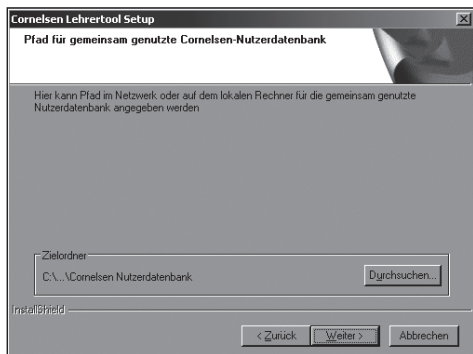 Cornelsen Lehrertool Setup
Pfad für gemeinsam genutzte Cornelsen-Nutzerdatenbank
Hier kann Pfad im Netzwerk oder auf dem lokalen Rechner für die gemeinsam genutzte
Nutzerdatenbank angegeben werden
Zielordner
C:\...\Cornelsen Nutzerdatenbank
Durchsuchen...
InstallShield
< Zurück
Weiter >
Abbrechen